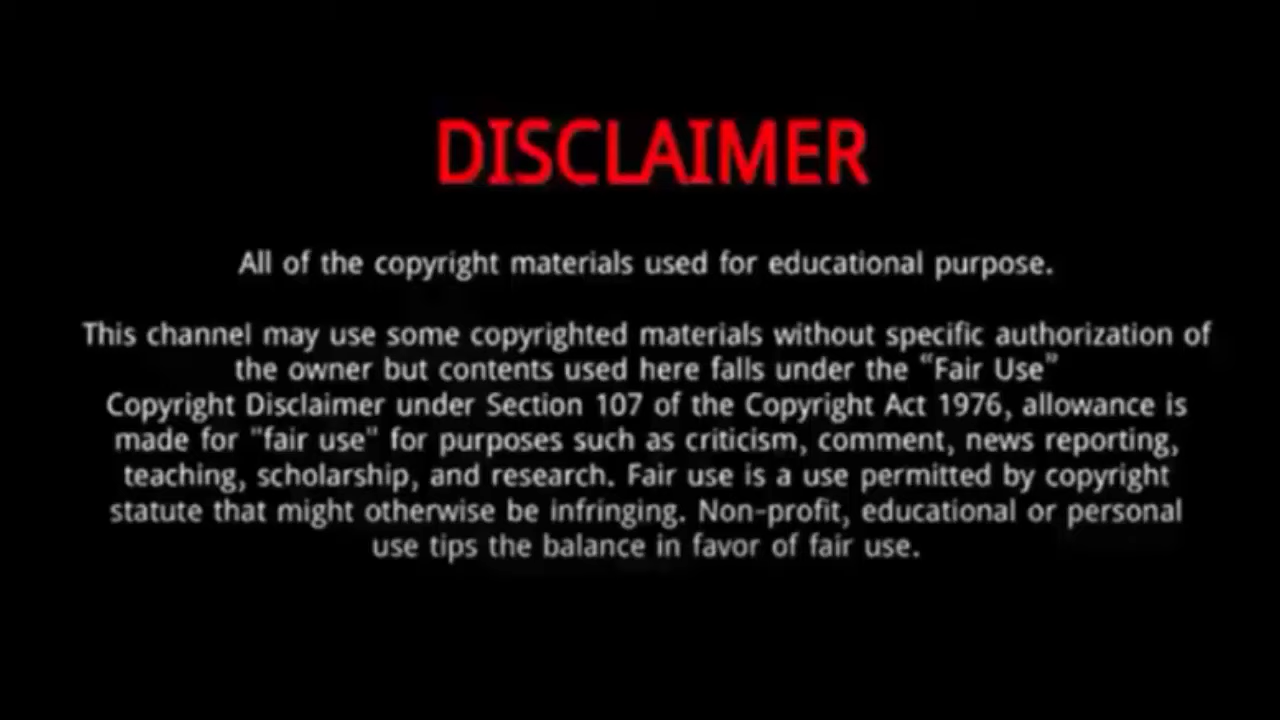 DISCLAIMER
All of the copyright materials used for educational purpose.
This channel may use some copyrighted materials without specific authorization of
the owner but contents used here falls under the “Fair Use”
Copyright Disclaimer under Section 107 of the Copyright Act 1976, allowance is
made for "fair use" for purposes such as criticism, comment, news reporting,
teaching, scholarship, and research. Fair use is a use permitted by copyright
statute that might otherwise be infringing. Non-profit, educational or personal
use tips the balance in favor of fair use.